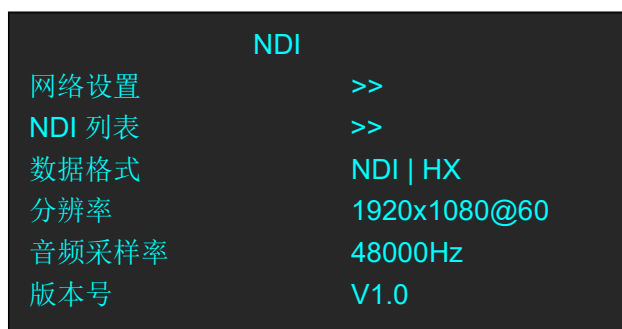 NDI
网络设置 >>
NDI 列表 >>
数据格式 NDI | HX
分辨率 1920x1080@60
音频采样率 48000Hz
版本号 V1.0